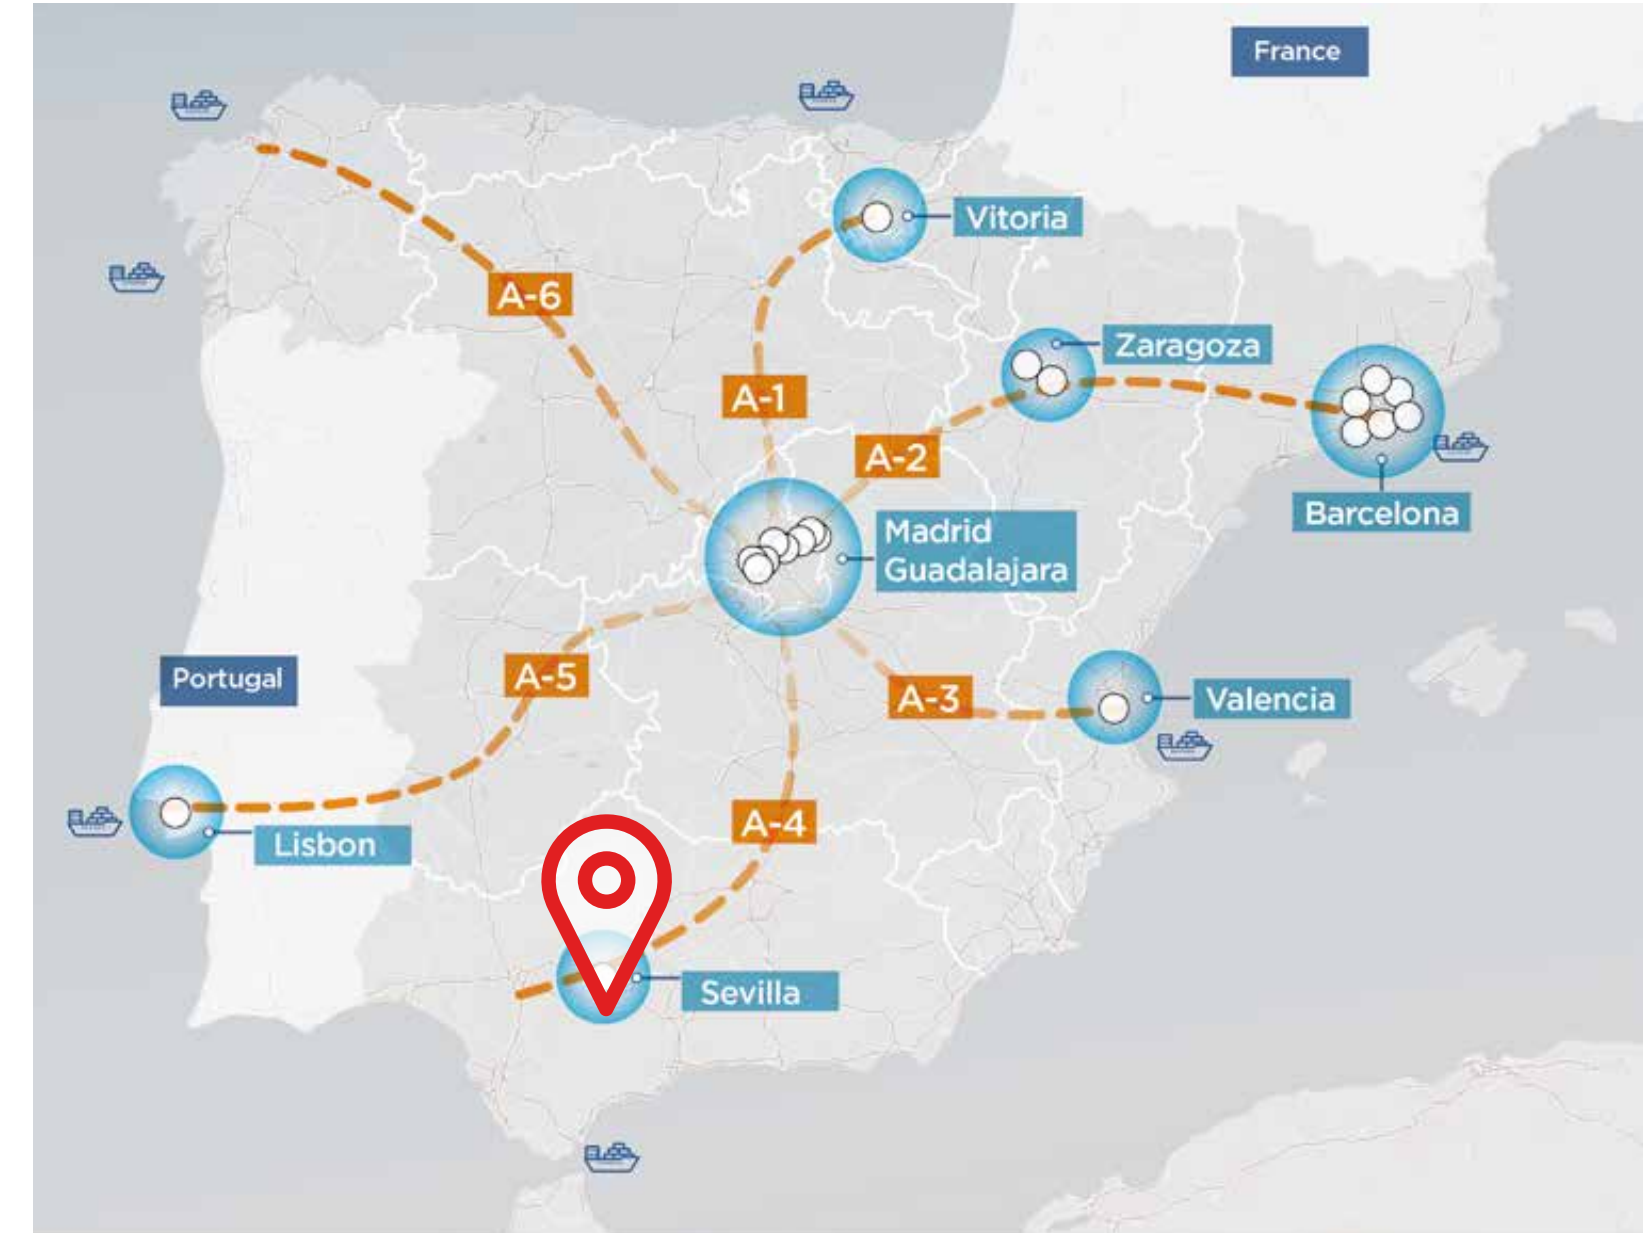 France
Vitoria
A-6
Zaragoza
A-1
A-2
Barcelona
Madrid
Guadalajara
Portugal
A-5
A-3
Valencia
A-4
Lisbon
Sevilla